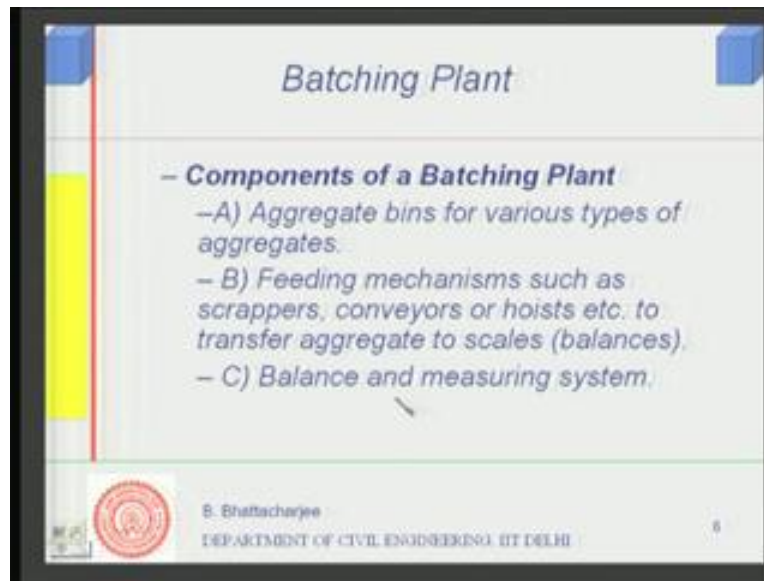 Batching Plant
– Components of a Batching Plant
–A) Aggregate bins for various types of
aggregates.
– B) Feeding mechanisms such as
scrappers, conveyors or hoists etc. to
transfer aggregate to scales (balances).
– C) Balance and measuring system.
B. Bhattacharjee
DEPARTMENT OF CIVIL ENGINEERING, IIT DELHI
6